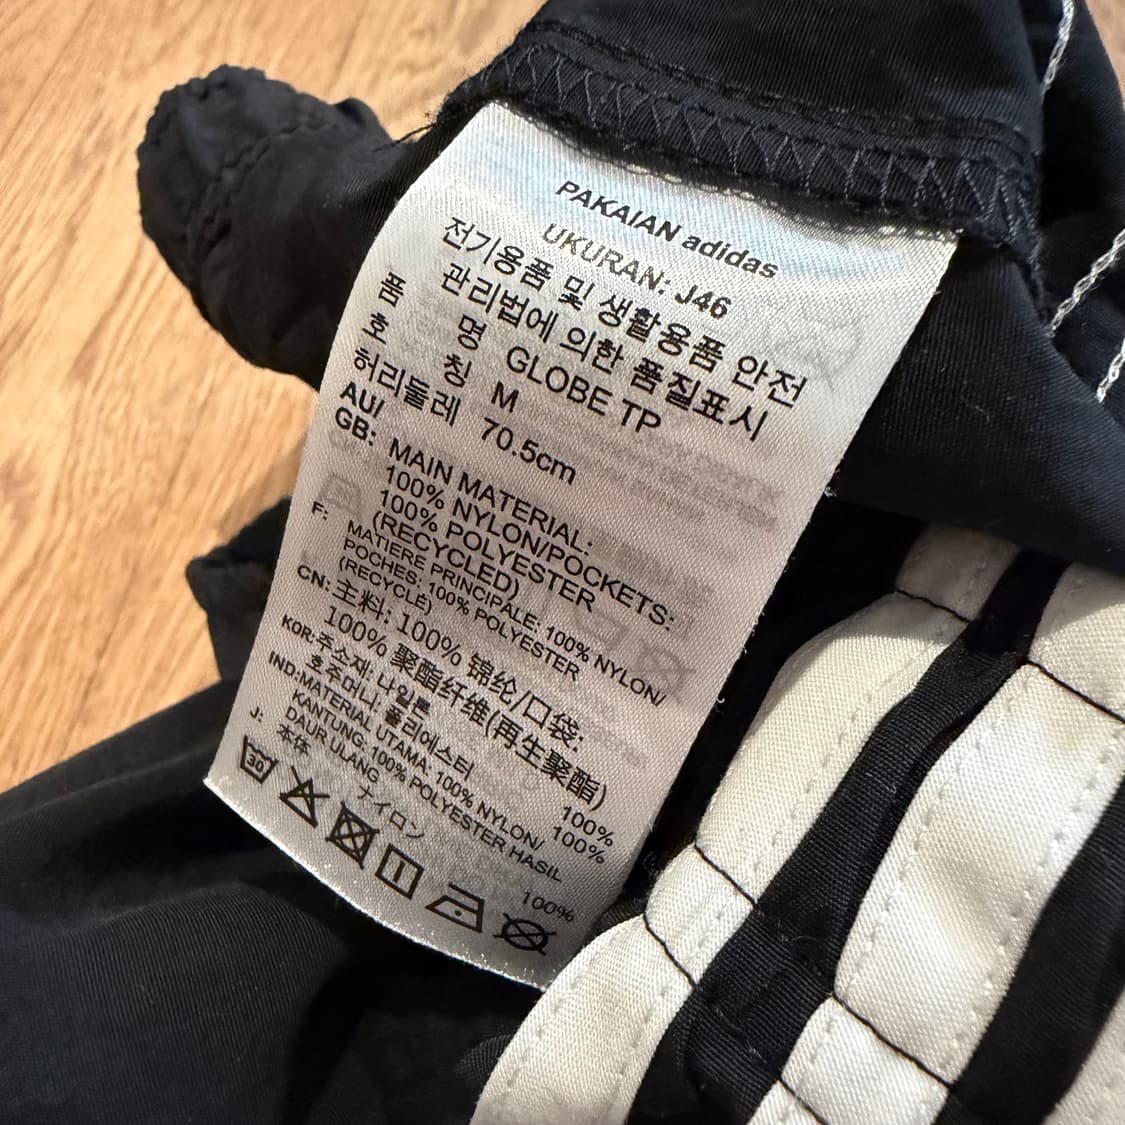 PAKAIAN adidas
UKURAN: J46
전기용품 및 생활용품 안전
관리법에 의한 품질표시
품 명 GLOBE TP
호 칭 M
허리둘레 70.5cm
AU/
GB: MAIN MATERIAL:
100% NYLON/POCKETS:
100% POLYESTER
(RECYCLED)
F: MATIERE PRINCIPALE: 100% NYLON/
POCHES: 100% POLYESTER
(RECYCLÉ)
CN: 主料: 100% 锦纶/口袋:
100% 聚酯纤维(再生聚酯)
KOR: 주소재: 나일론 100%
호주머니: 폴리에스터 100%
IND.: MATERIAL UTAMA: 100% NYLON/
KANTUNG: 100% POLYESTER HASIL
DAUR ULANG
J: 本体 ナイロン 100%
30